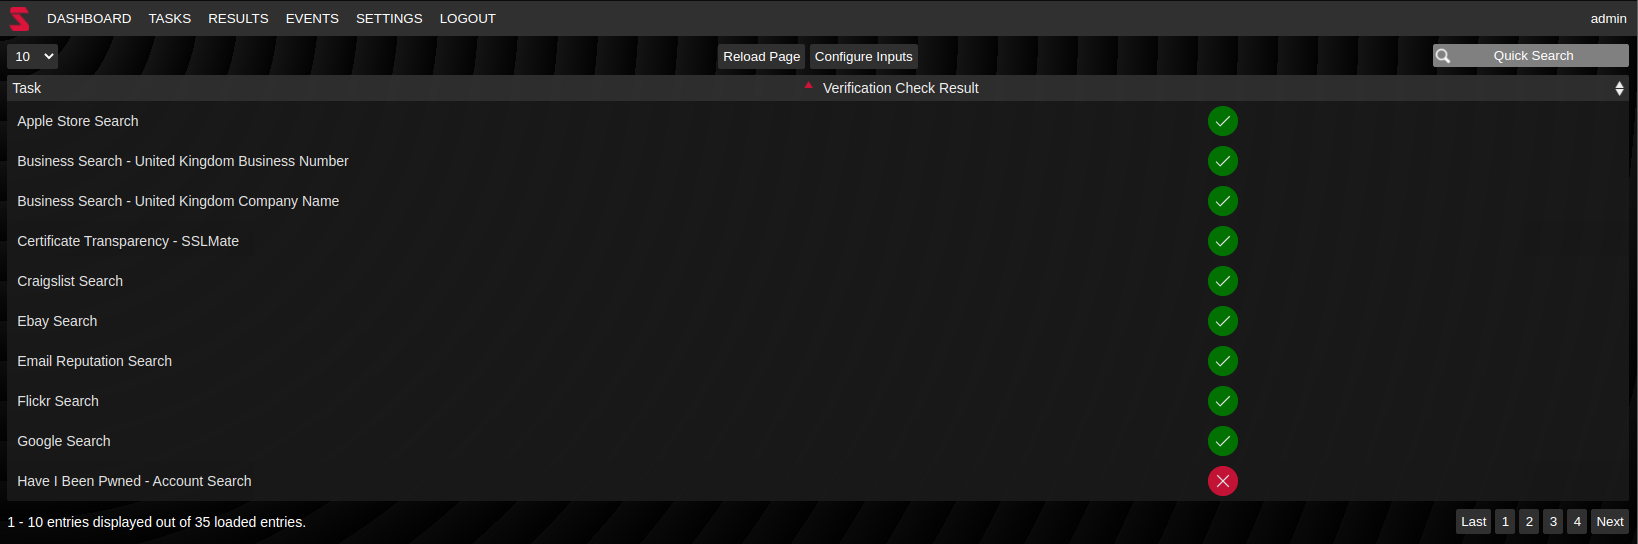 DASHBOARD TASKS RESULTS EVENTS SETTINGS LOGOUT admin
10 Reload Page Configure Inputs Quick Search
Task Verification Check Result
Apple Store Search
Business Search - United Kingdom Business Number
Business Search - United Kingdom Company Name
Certificate Transparency - SSLMate
Craigslist Search
Ebay Search
Email Reputation Search
Flickr Search
Google Search
Have I Been Pwned - Account Search
1 - 10 entries displayed out of 35 loaded entries. Last 1 2 3 4 Next